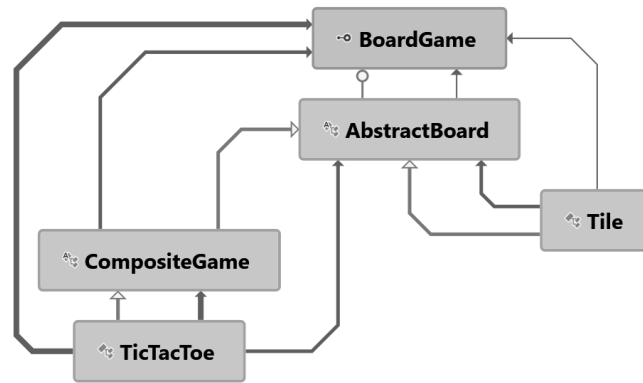 BoardGame
AbstractBoard
Tile
CompositeGame
TicTacToe